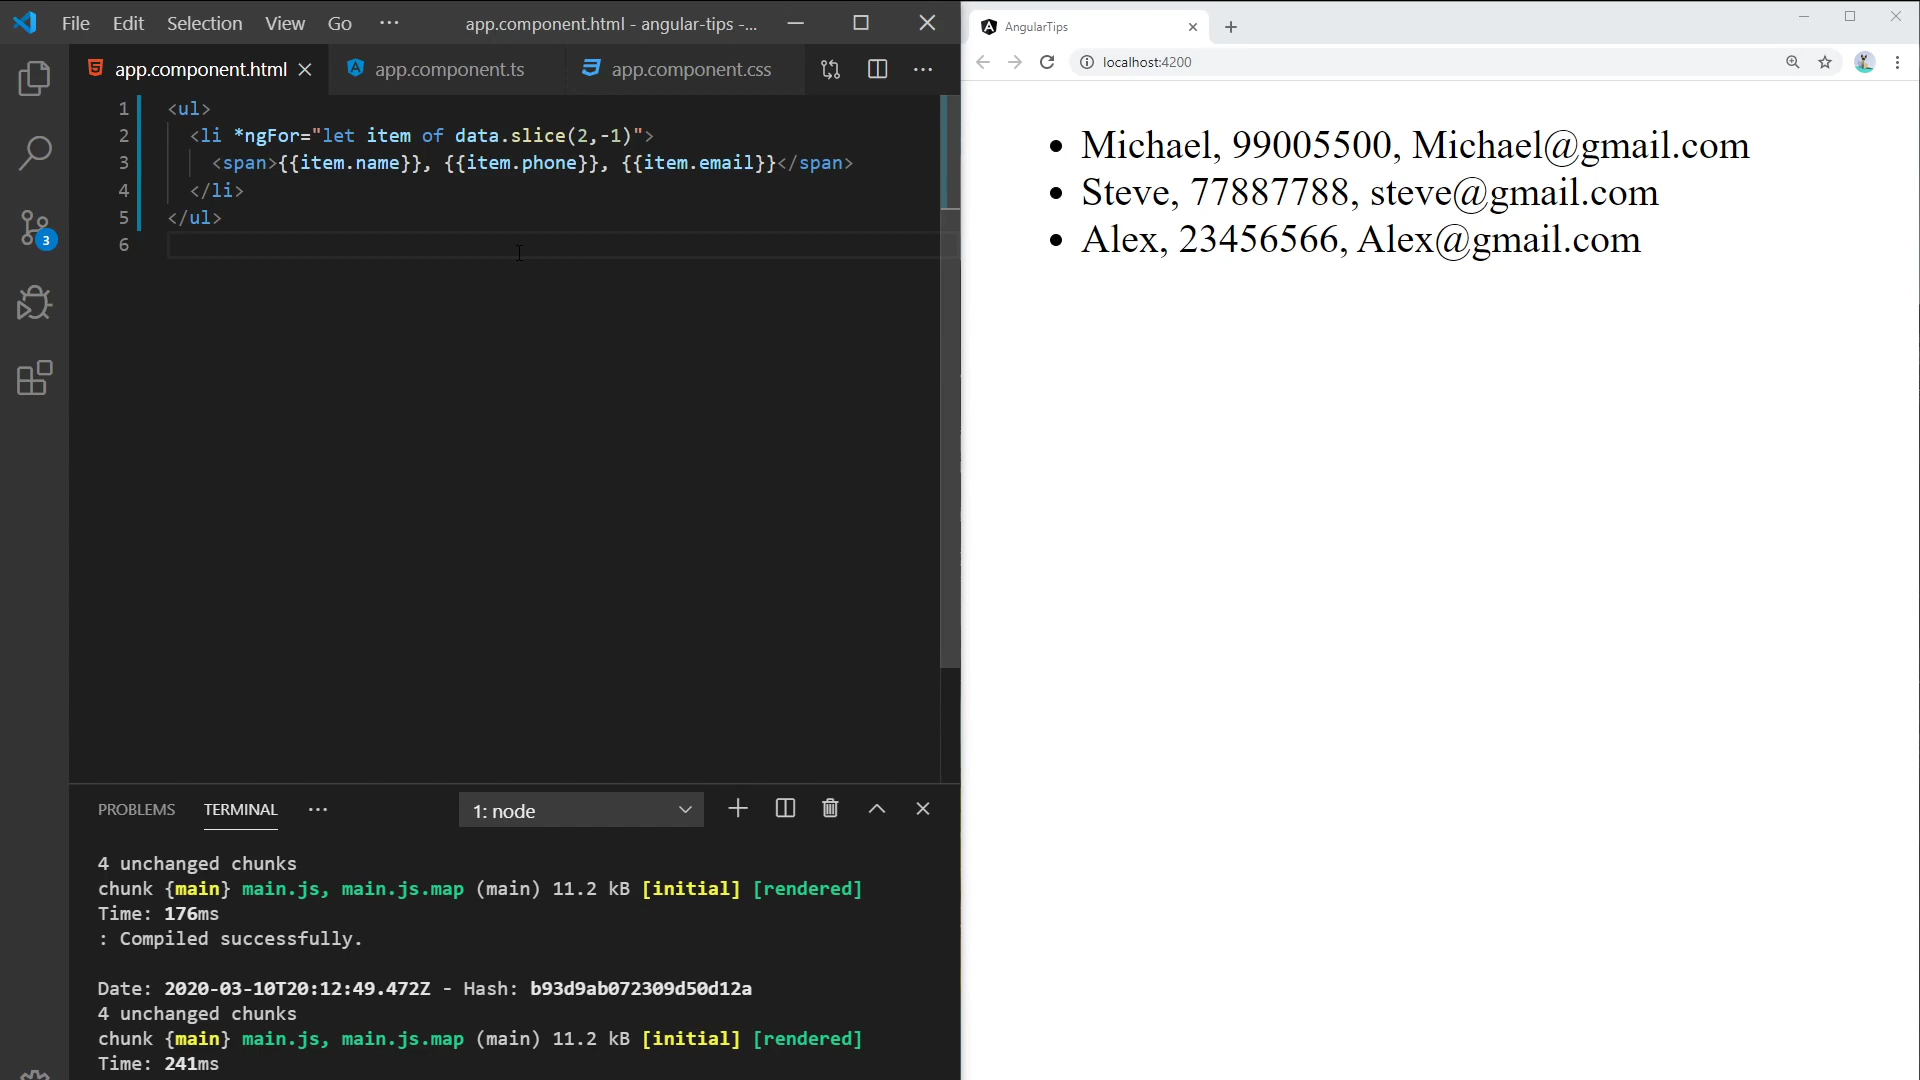 File Edit Selection View Go ··· app.component.html - angular-tips -...
app.component.html app.component.ts app.component.css
1 <ul>
2 <li *ngFor="let item of data.slice(2,-1)">
3 <span>{{item.name}}, {{item.phone}}, {{item.email}}</span>
4 </li>
5 </ul>
6
3
PROBLEMS TERMINAL ··· 1: node
4 unchanged chunks
chunk {main} main.js, main.js.map (main) 11.2 kB [initial] [rendered]
Time: 176ms
: Compiled successfully.
Date: 2020-03-10T20:12:49.472Z - Hash: b93d9ab072309d50d12a
4 unchanged chunks
chunk {main} main.js, main.js.map (main) 11.2 kB [initial] [rendered]
Time: 241ms
AngularTips
localhost:4200
• Michael, 99005500, Michael@gmail.com
• Steve, 77887788, steve@gmail.com
• Alex, 23456566, Alex@gmail.com